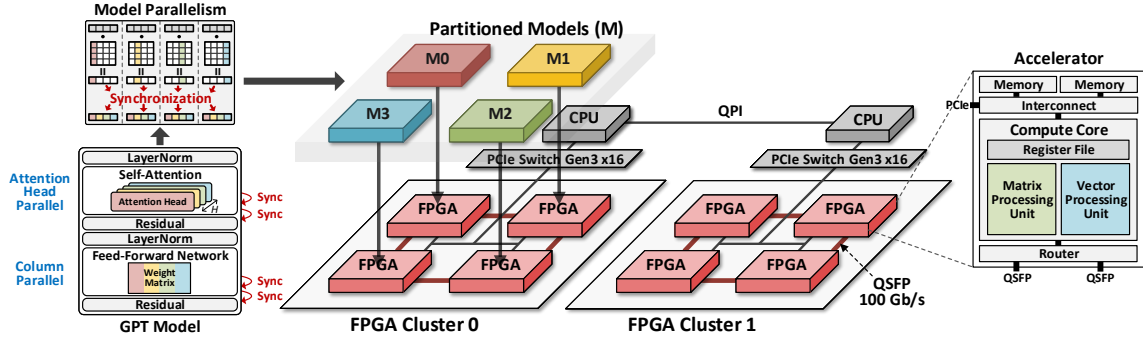 Model Parallelism
=
=
=
=
Synchronization
LayerNorm
Self-Attention
Attention Head
H
Residual
LayerNorm
Feed-Forward Network
Weight
Matrix
Residual
GPT Model
Attention
Head
Parallel
Column
Parallel
Sync
Sync
Sync
Sync
Partitioned Models (M)
M0
M1
M3
M2
CPU
QPI
CPU
PCIe Switch Gen3 x16
PCIe Switch Gen3 x16
FPGA
FPGA
FPGA
FPGA
FPGA Cluster 0
FPGA
FPGA
FPGA
FPGA
QSFP
100 Gb/s
FPGA Cluster 1
Accelerator
Memory
Memory
PCIe
Interconnect
Compute Core
Register File
Matrix
Processing
Unit
Vector
Processing
Unit
Router
QSFP
QSFP